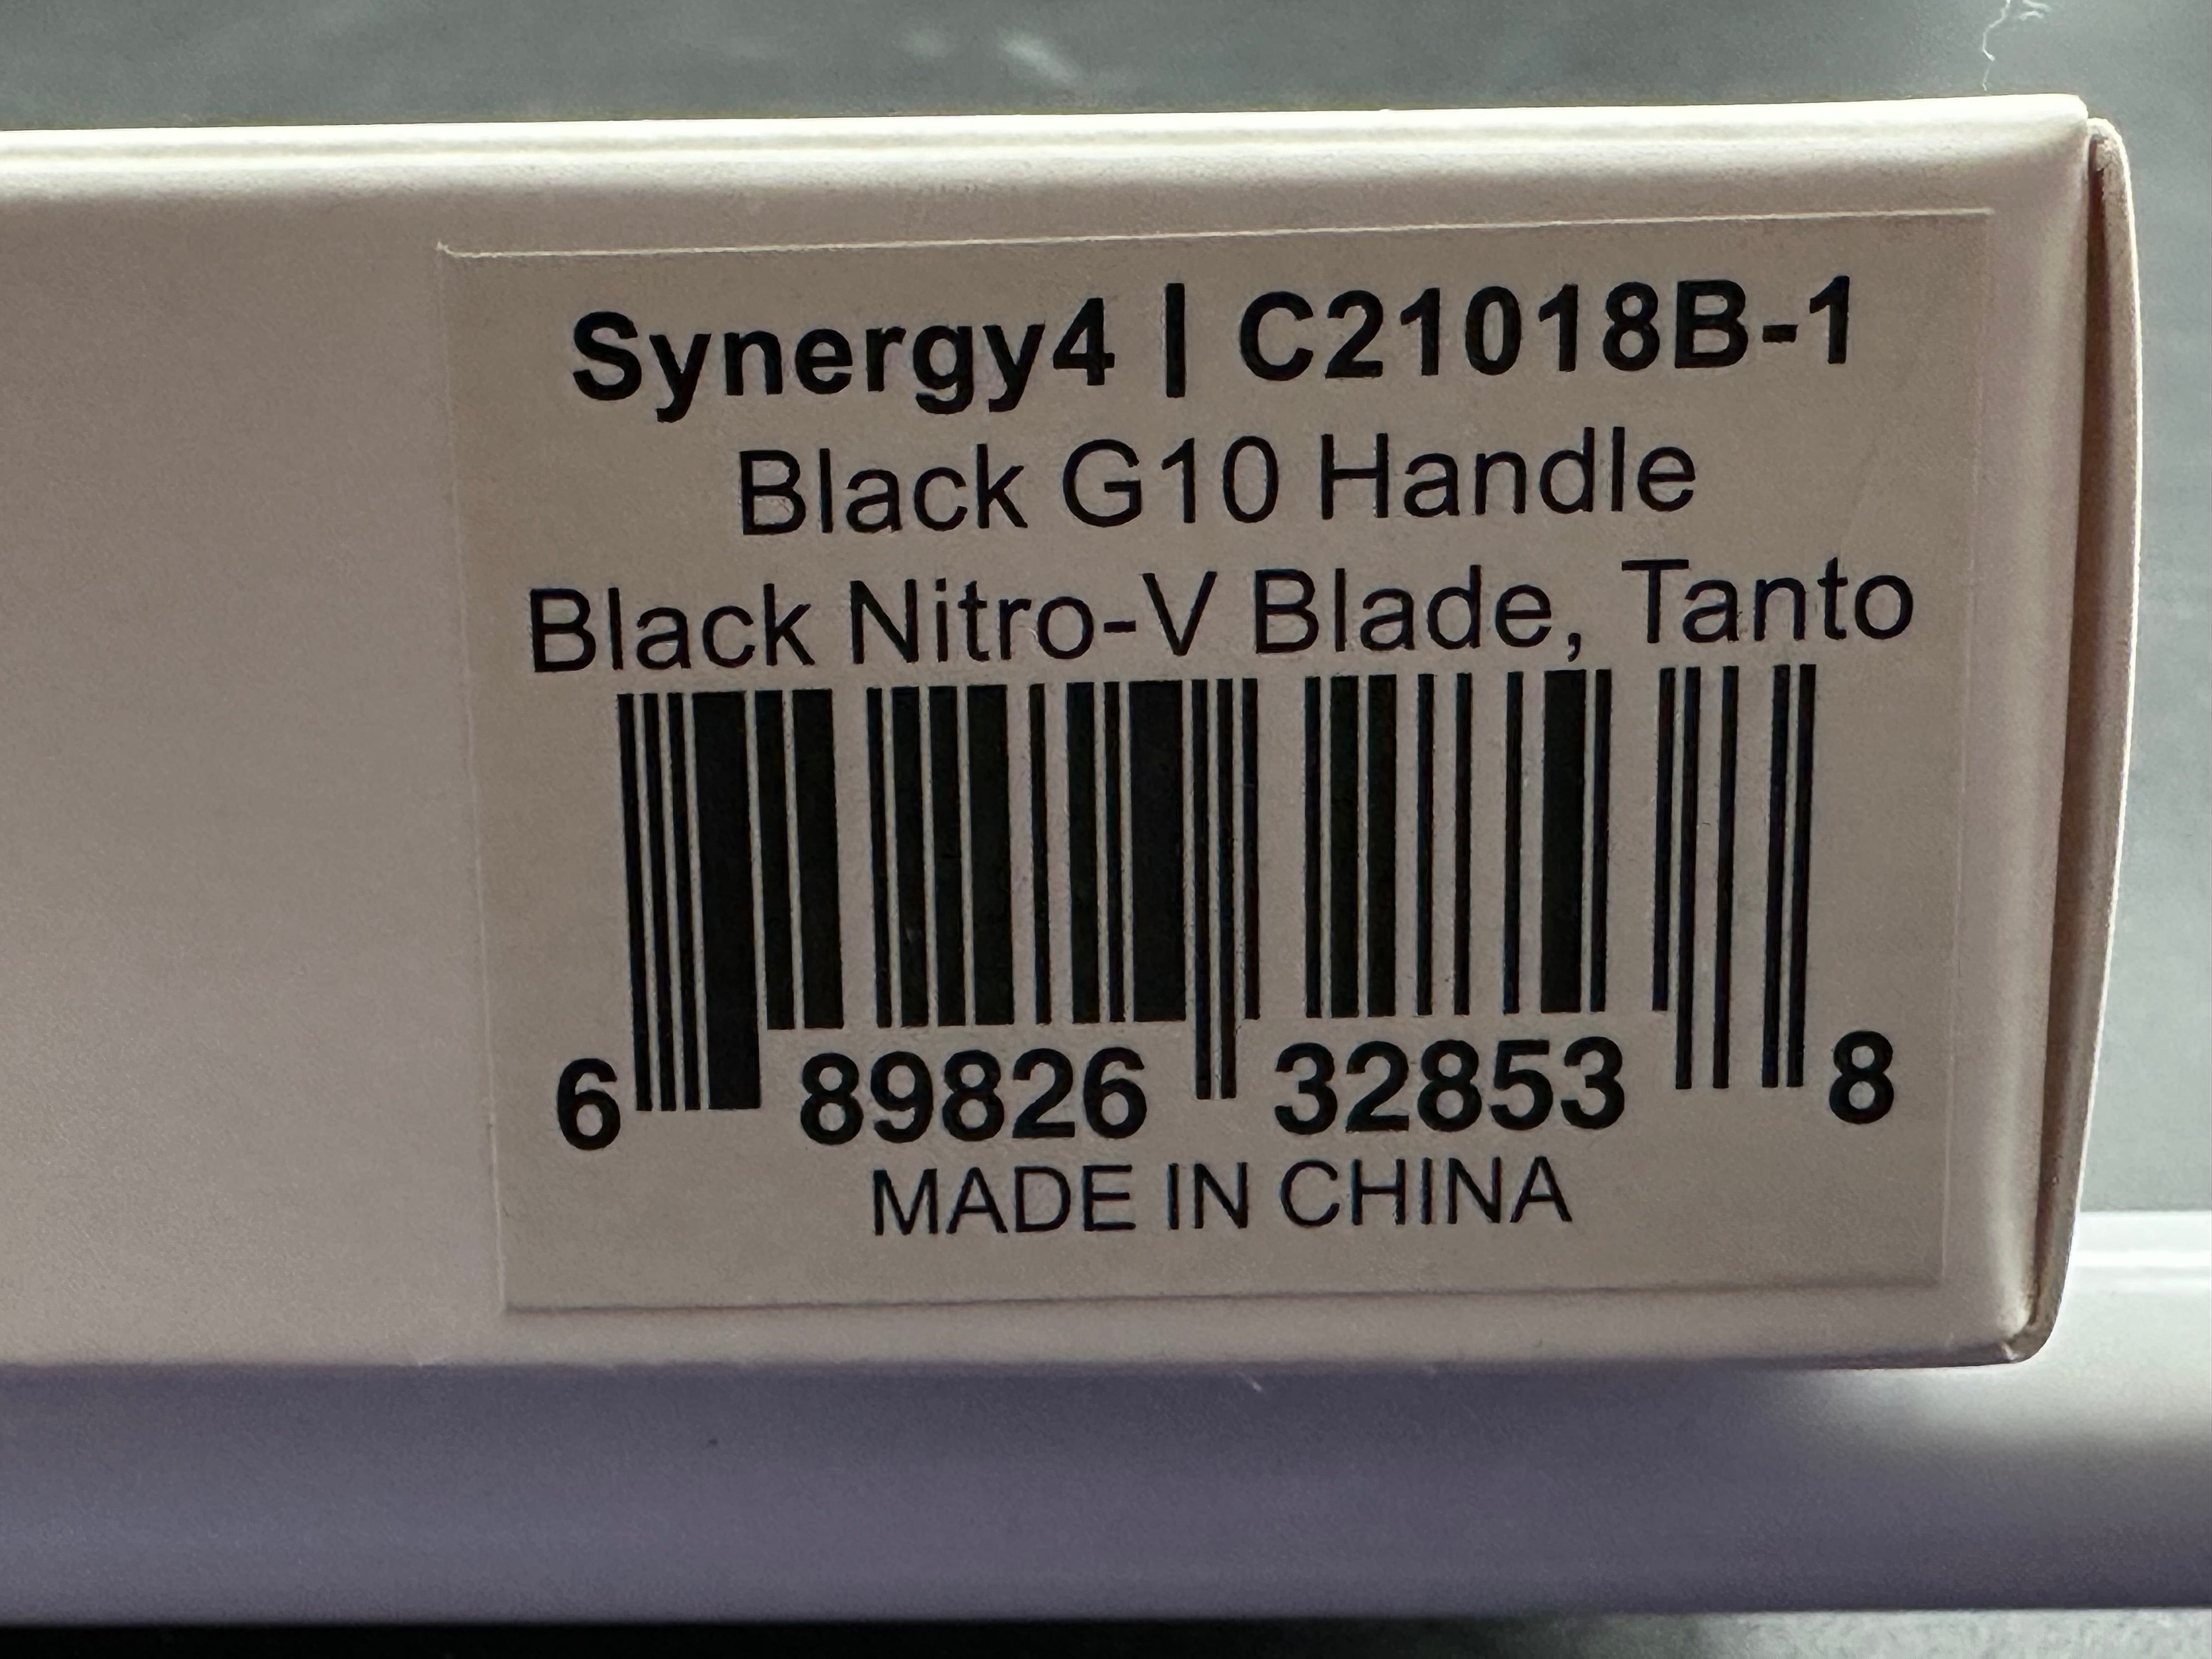 Synergy4 | C21018B-1
Black G10 Handle
Black Nitro-V Blade, Tanto
6 89826 32853 8
MADE IN CHINA